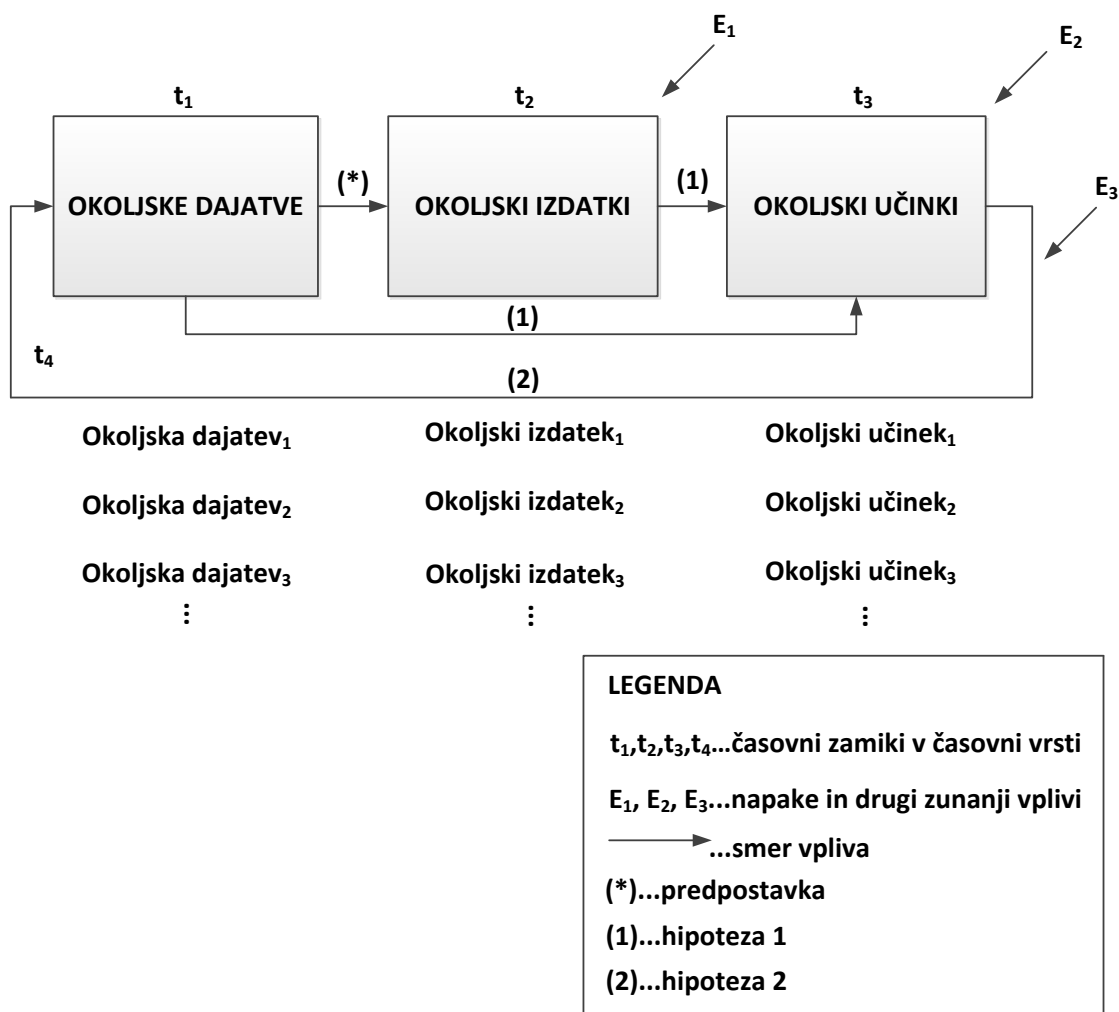 E₁
E₂
t₁ t₂ t₃
E₃
OKOLJSKE DAJATVE (*) OKOLJSKI IZDATKI (1) OKOLJSKI UČINKI
(1)
t₄
(2)
Okoljska dajatev₁ Okoljski izdatek₁ Okoljski učinek₁
Okoljska dajatev₂ Okoljski izdatek₂ Okoljski učinek₂
Okoljska dajatev₃ Okoljski izdatek₃ Okoljski učinek₃
⋮ ⋮ ⋮
LEGENDA
t₁,t₂,t₃,t₄...časovni zamiki v časovni vrsti
E₁, E₂, E₃...napake in drugi zunanji vplivi
...smer vpliva
(*)...predpostavka
(1)...hipoteza 1
(2)...hipoteza 2